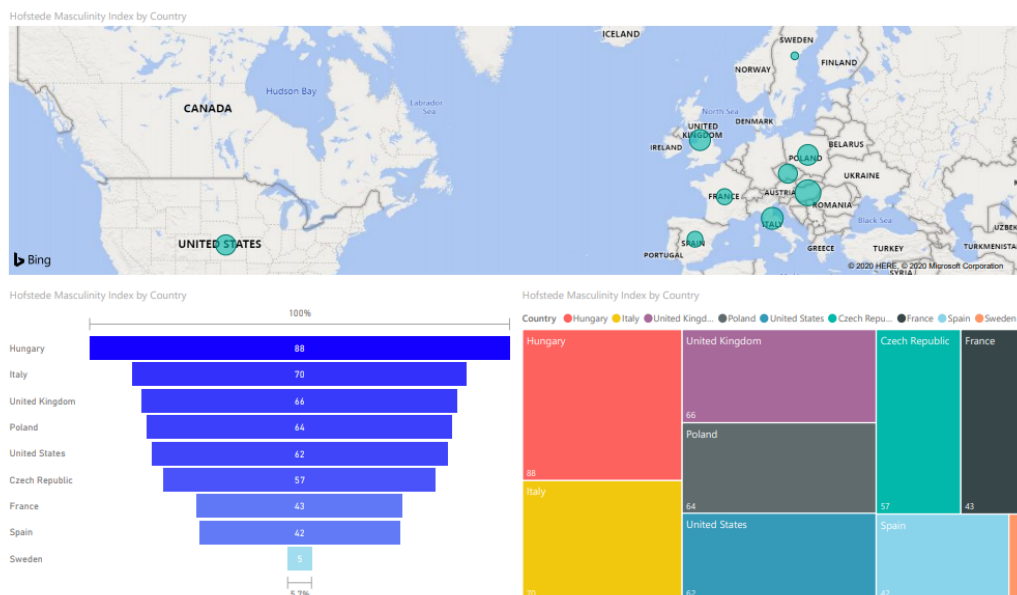 Hofstede Masculinity Index by Country
ICELAND
SWEDEN
FINLAND
NORWAY
Hudson Bay
CANADA
Labrador
Sea
North Sea
UNITED
KINGDOM
DENMARK
IRELAND
BELARUS
POLAND
UKRAINE
FRANCE
AUSTRIA
ROMANIA
ITALY
Black Sea
UNITED STATES
SPAIN
PORTUGAL
GREECE
TURKEY
UZBEK
TURKMENISTA
SYRIA
Bing
© 2020 HERE, © 2020 Microsoft Corporation
Hofstede Masculinity Index by Country
100%
Hungary 88
Italy 70
United Kingdom 66
Poland 64
United States 62
Czech Republic 57
France 43
Spain 42
Sweden 5
5.7%
Hofstede Masculinity Index by Country
Country Hungary Italy United Kingd... Poland United States Czech Repu... France Spain Sweden
Hungary
88
Italy
70
United Kingdom
66
Poland
64
United States
62
Czech Republic
57
France
43
Spain
42